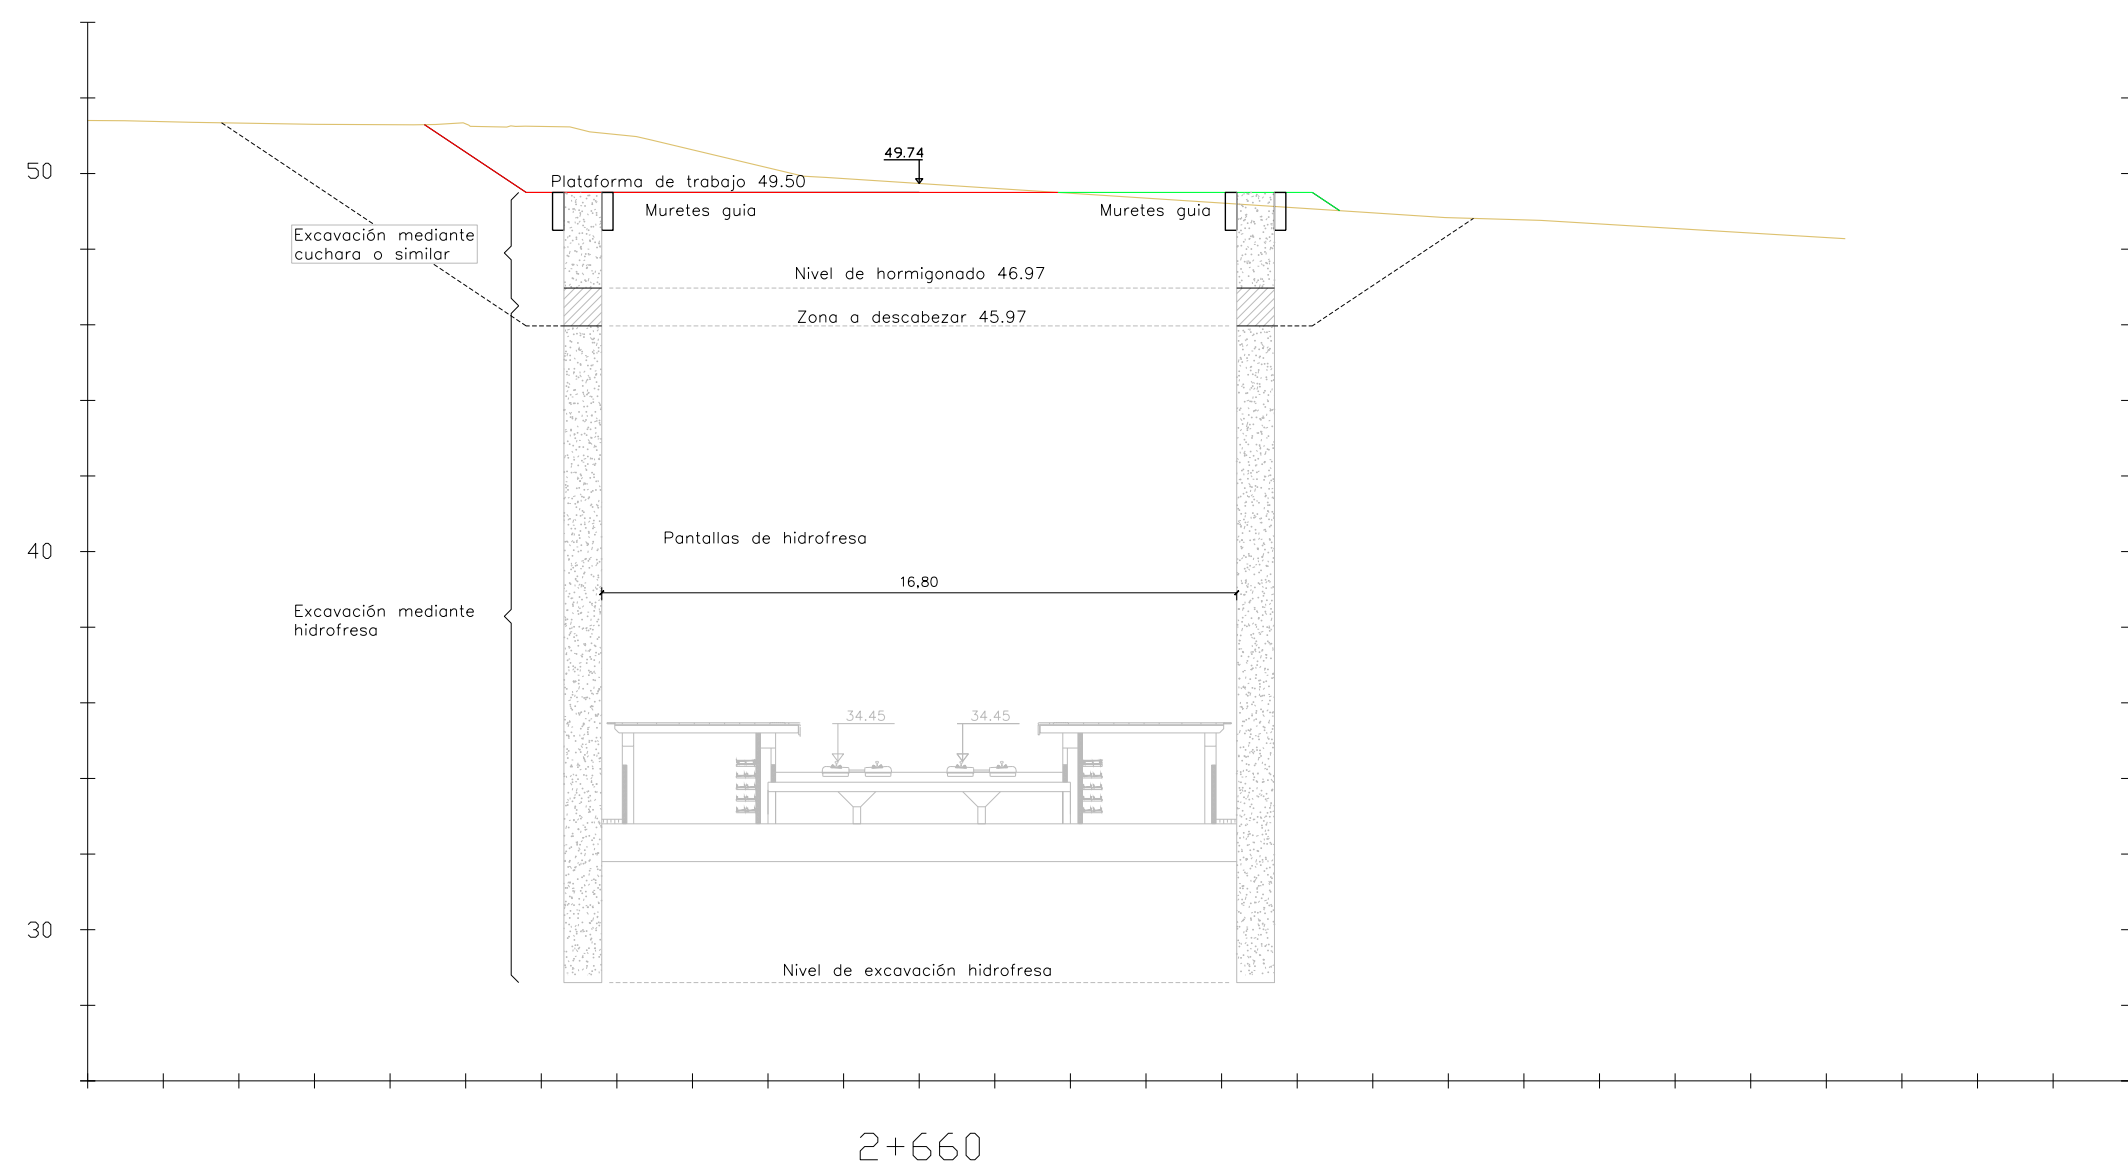 49.74
50
Plataforma de trabajo 49.50
Muretes guia
Muretes guia
Excavación mediante
cuchara o similar
Nivel de hormigonado 46.97
Zona a descabezar 45.97
40
Pantallas de hidrofresa
16,80
Excavación mediante
hidrofresa
34.45
34.45
30
Nivel de excavación hidrofresa
2+660